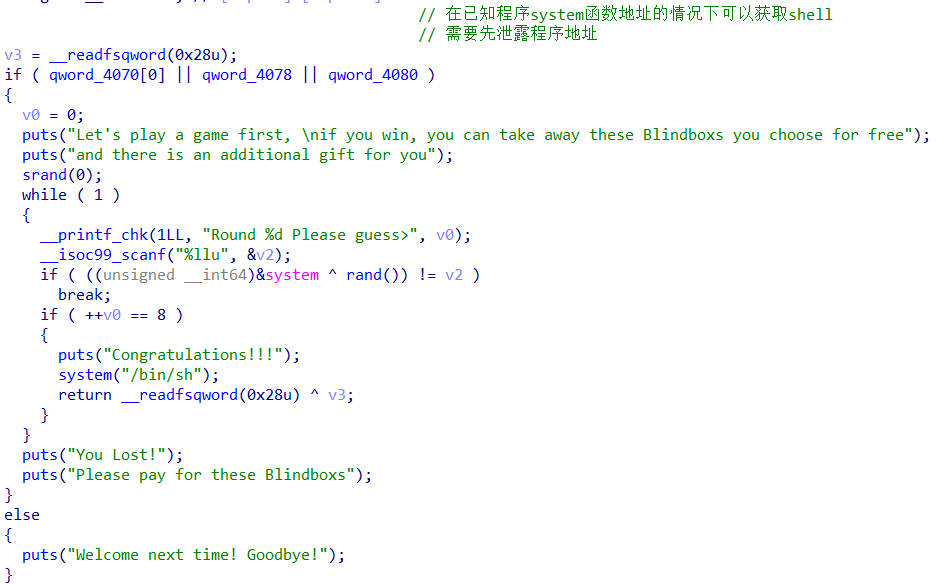 // 在已知程序system函数地址的情况下可以获取shell
// 需要先泄露程序地址
v3 = __readfsqword(0x28u);
if ( qword_4070[0] || qword_4078 || qword_4080 )
{
v0 = 0;
puts("Let's play a game first, \nif you win, you can take away these Blindboxs you choose for free");
puts("and there is an additional gift for you");
srand(0);
while ( 1 )
{
__printf_chk(1LL, "Round %d Please guess>", v0);
__isoc99_scanf("%llu", &v2);
if ( ((unsigned __int64)&system ^ rand()) != v2 )
break;
if ( ++v0 == 8 )
{
puts("Congratulations!!!");
system("/bin/sh");
return __readfsqword(0x28u) ^ v3;
}
}
puts("You Lost!");
puts("Please pay for these Blindboxs");
}
else
{
puts("Welcome next time! Goodbye!");
}